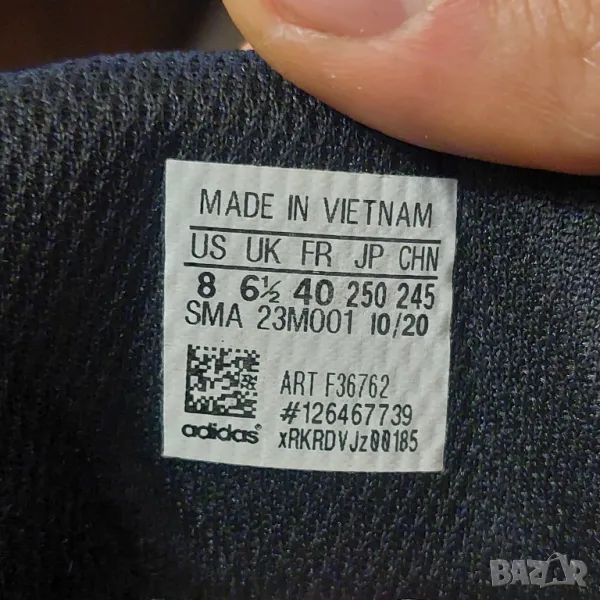 MADE IN VIETNAM
US UK FR JP CHN
8 6½ 40 250 245
SMA 23M001 10/20
ART F36762
#126467739
adidas xRKRDVJz00185
BAZAR